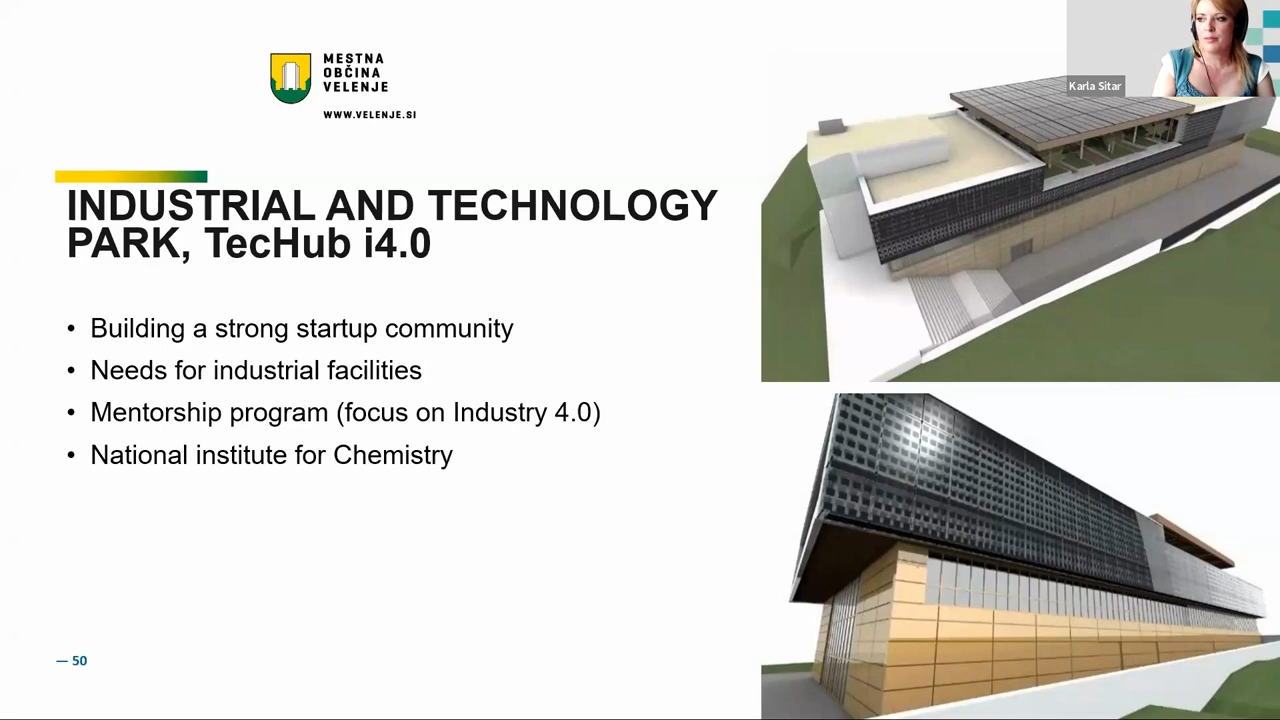 MESTNA
OBČINA
VELENJE
WWW.VELENJE.SI
Karla Sitar
INDUSTRIAL AND TECHNOLOGY
PARK, TecHub i4.0
• Building a strong startup community
• Needs for industrial facilities
• Mentorship program (focus on Industry 4.0)
• National institute for Chemistry
— 50